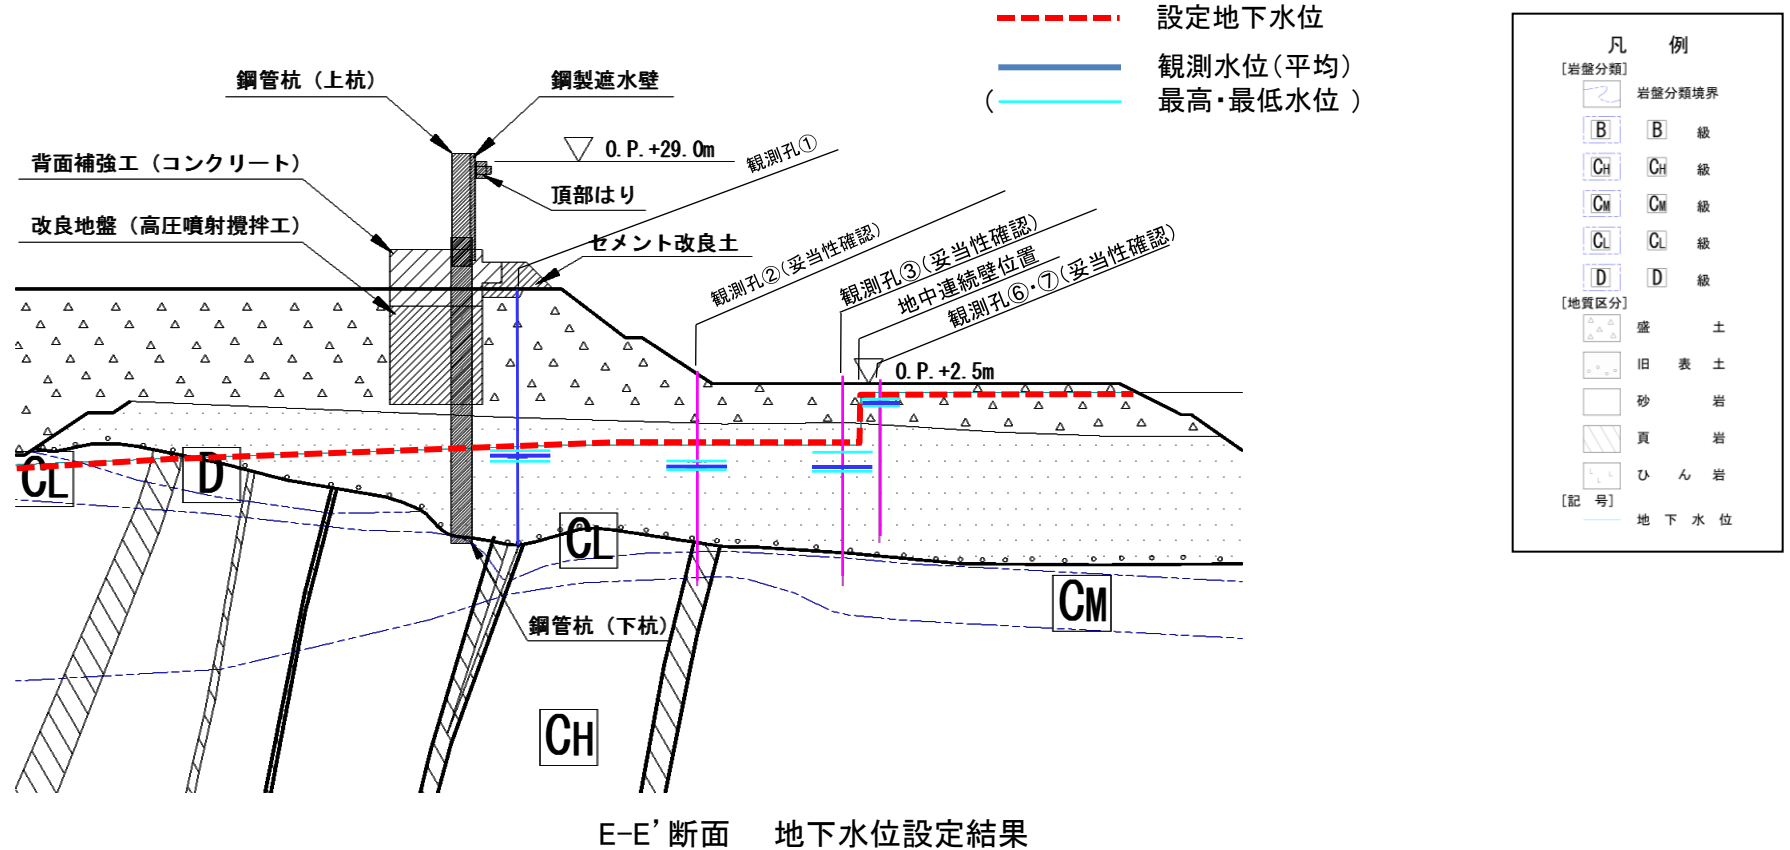 設定地下水位
観測水位(平均)
( 最高・最低水位 )
鋼管杭（上杭）
鋼製遮水壁
O.P.+29.0m
観測孔①
背面補強工（コンクリート）
頂部はり
改良地盤（高圧噴射攪拌工）
セメント改良土
観測孔②(妥当性確認)
観測孔③(妥当性確認)
地中連続壁位置
観測孔⑥・⑦(妥当性確認)
O.P.+2.5m
CL
D
CL
CM
鋼管杭（下杭）
CH
E-E’断面　地下水位設定結果
凡　例
[岩盤分類]
岩盤分類境界
B B 級
CH CH 級
CM CM 級
CL CL 級
D D 級
[地質区分]
盛　土
旧　表　土
砂　岩
頁　岩
ひ　ん　岩
[記　号]
地　下　水　位